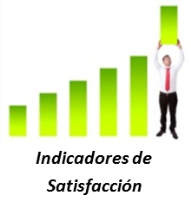 Indicadores de
Satisfacción